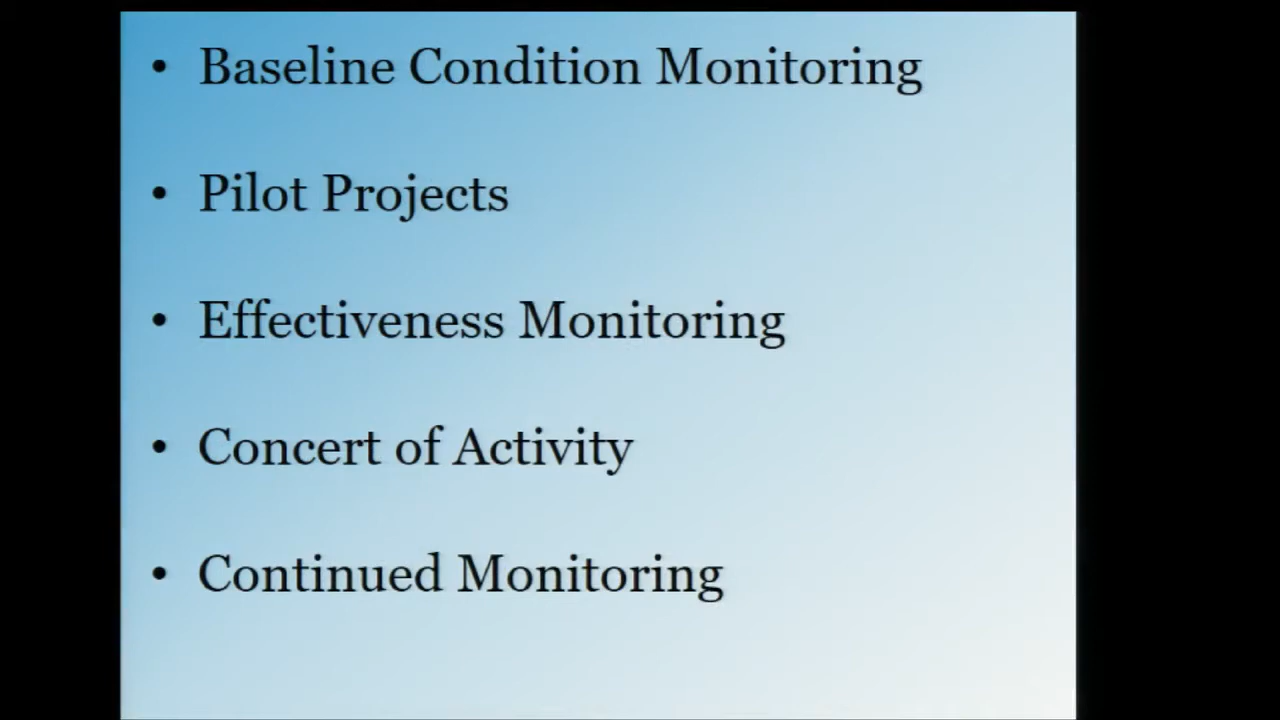 • Baseline Condition Monitoring
• Pilot Projects
• Effectiveness Monitoring
• Concert of Activity
• Continued Monitoring